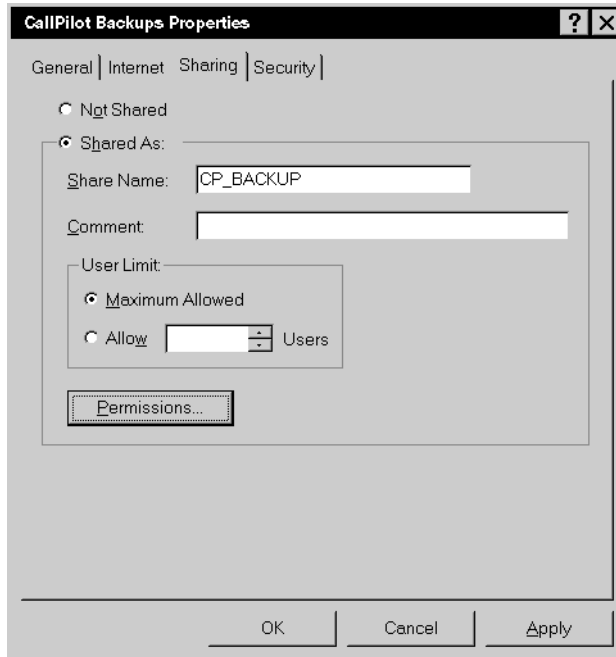 CallPilot Backups Properties
General Internet Sharing Security
Not Shared
Shared As:
Share Name: CP_BACKUP
Comment:
User Limit:
Maximum Allowed
Allow Users
Permissions...
OK Cancel Apply